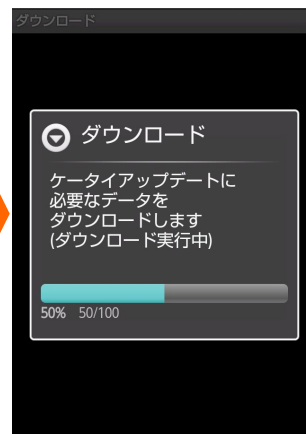 ダウンロード
ダウンロード
ケータイアップデートに
必要なデータを
ダウンロードします
(ダウンロード実行中)
50% 50/100